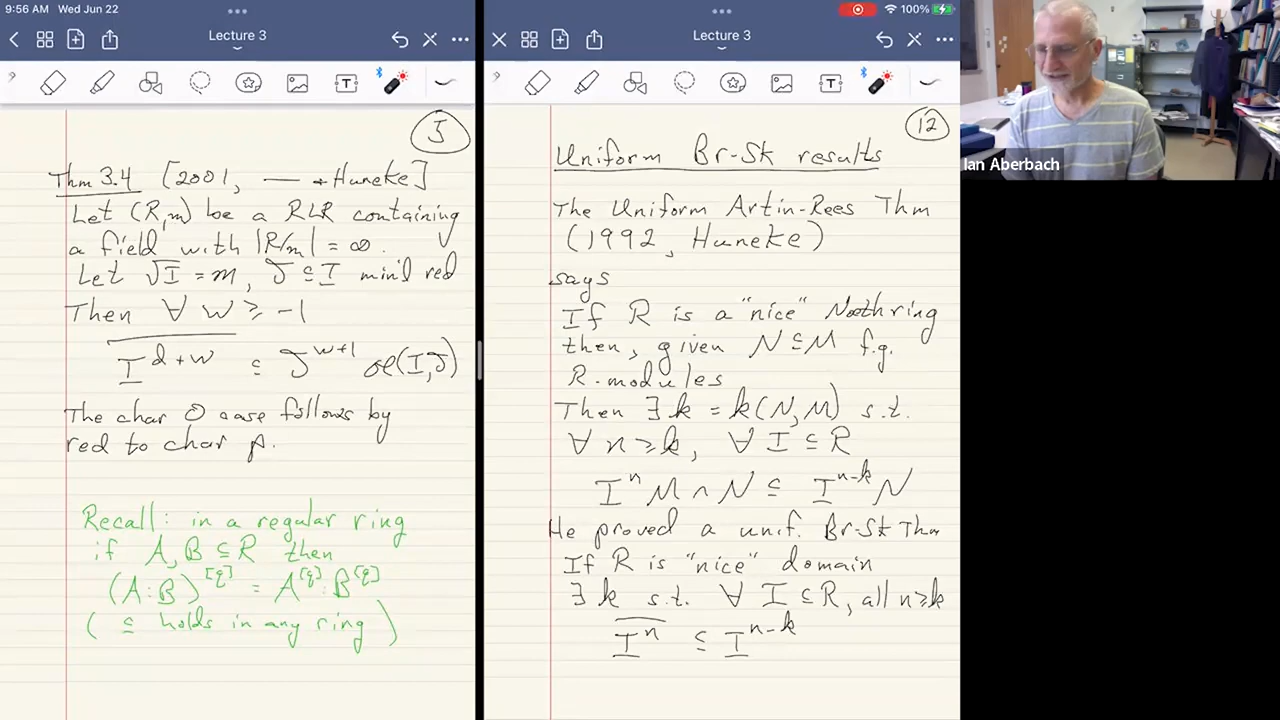 9:56 AM Wed Jun 22
100%
Lecture 3
Lecture 3
5
Thm 3.4 [2001, — + Huneke]
Let (R,m) be a RLR containing
a field with |R/m| = ∞.
Let √I = m, J ⊆ I min'l red
Then ∀ w ≥ -1
\overline{I^{d+w}} ⊆ J^{w+1} 𝔞(I,J)
The char 0 case follows by
red to char p.
Recall: in a regular ring
if A, B ⊆ R then
(A:B)^{[q]} = A^{[q]} : B^{[q]}
( ⊆ holds in any ring )
12
Uniform Br-Sk results
The Uniform Artin-Rees Thm
(1992, Huneke)
says
If R is a "nice" Noeth ring
then, given N ⊆ M f.g.
R-modules
Then ∃ k = k(N,M) s.t.
∀ n ≥ k, ∀ I ⊆ R
I^n M ∩ N ⊆ I^{n-k} N
He proved a unif. Br-Sk Thm
If R is "nice" domain
∃ k s.t. ∀ I ⊆ R, all n ≥ k
\overline{I^n} ⊆ I^{n-k}
Ian Aberbach